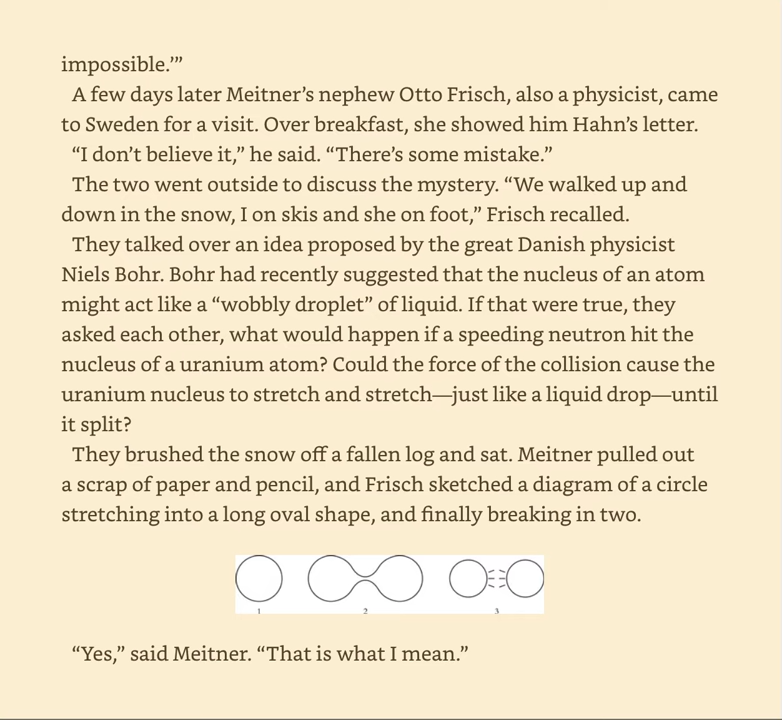 impossible.’”
A few days later Meitner’s nephew Otto Frisch, also a physicist, came
to Sweden for a visit. Over breakfast, she showed him Hahn’s letter.
“I don’t believe it,” he said. “There’s some mistake.”
The two went outside to discuss the mystery. “We walked up and
down in the snow, I on skis and she on foot,” Frisch recalled.
They talked over an idea proposed by the great Danish physicist
Niels Bohr. Bohr had recently suggested that the nucleus of an atom
might act like a “wobbly droplet” of liquid. If that were true, they
asked each other, what would happen if a speeding neutron hit the
nucleus of a uranium atom? Could the force of the collision cause the
uranium nucleus to stretch and stretch—just like a liquid drop—until
it split?
They brushed the snow off a fallen log and sat. Meitner pulled out
a scrap of paper and pencil, and Frisch sketched a diagram of a circle
stretching into a long oval shape, and finally breaking in two.
1 2 3
“Yes,” said Meitner. “That is what I mean.”